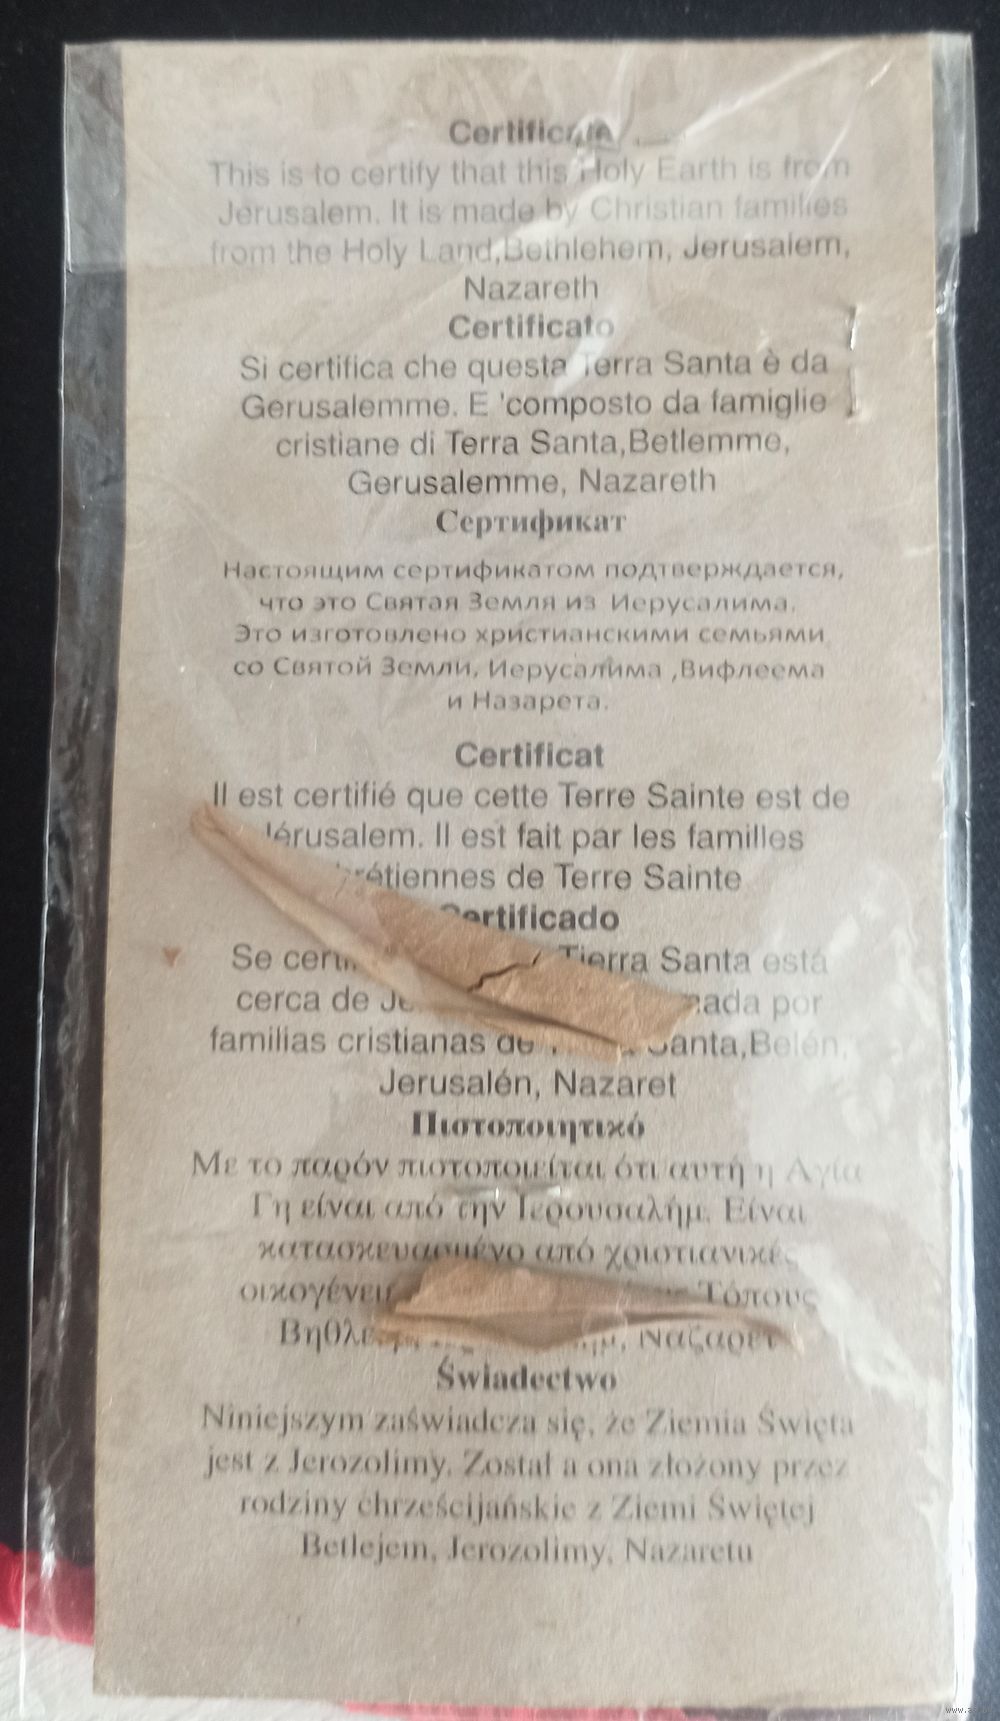 Certificate
This is to certify that this Holy Earth is from
Jerusalem. It is made by Christian families
from the Holy Land,Bethlehem, Jerusalem,
Nazareth
Certificato
Si certifica che questa Terra Santa è da
Gerusalemme. E 'composto da famiglie
cristiane di Terra Santa,Betlemme,
Gerusalemme, Nazareth
Сертификат
Настоящим сертификатом подтверждается,
что это Святая Земля из Иерусалима.
Это изготовлено христианскими семьями
со Святой Земли, Иерусалима ,Вифлеема
и Назарета.
Certificat
Il est certifié que cette Terre Sainte est de
Jérusalem. Il est fait par les familles
de Terre Sainte
Certificado
Se Tierra Santa está
cerca de por
familias cristianas Santa,Belén,
Jerusalén, Nazaret
Πιστοποιητικό
Με το παρόν πιστοποιείται ότι αυτή η Αγία
Γη είναι από την Ιερουσαλήμ. Είναι
κατασκευασμένο από χριστιανικές
Τόπους
Ναζαρέτ
Świadectwo
Niniejszym zaświadcza się, że Ziemia Święta
jest z Jerozolimy. Został a ona złożony przez
rodziny chrześcijańskie z Ziemi Świętej
Betlejem, Jerozolimy, Nazaretu